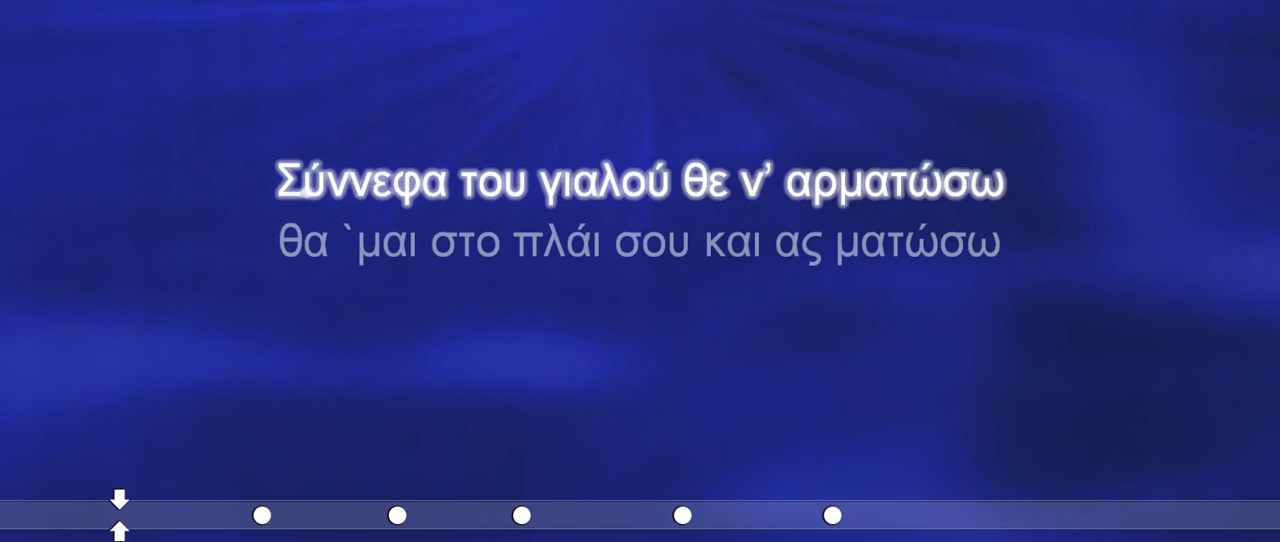 Σύννεφα του γιαλού θε ν’ αρματώσω
θα `μαι στο πλάι σου και ας ματώσω